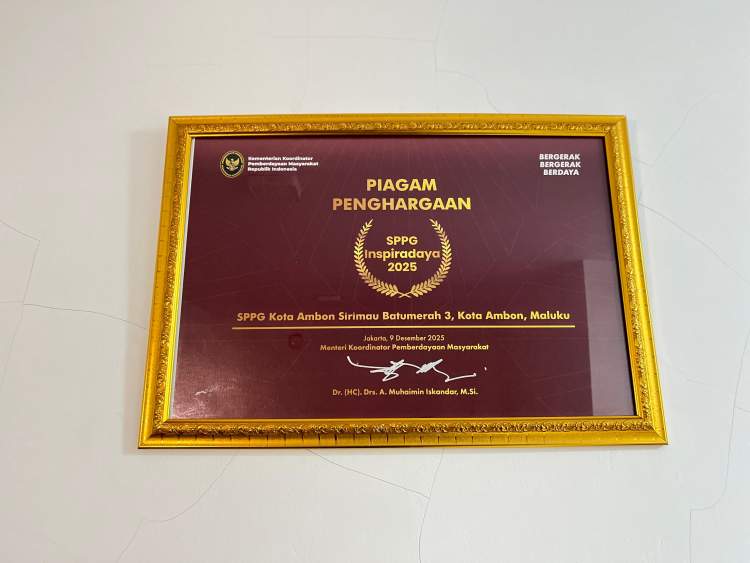 Kementerian Koordinator
Pemberdayaan Masyarakat
Republik Indonesia
BERGERAK
BERGERAK
BERDAYA
PIAGAM
PENGHARGAAN
SPPG
Inspiradaya
2025
SPPG Kota Ambon Sirimau Batumerah 3, Kota Ambon, Maluku
Jakarta, 9 Desember 2025
Menteri Koordinator Pemberdayaan Masyarakat
Dr. (HC). Drs. A. Muhaimin Iskandar, M.Si.